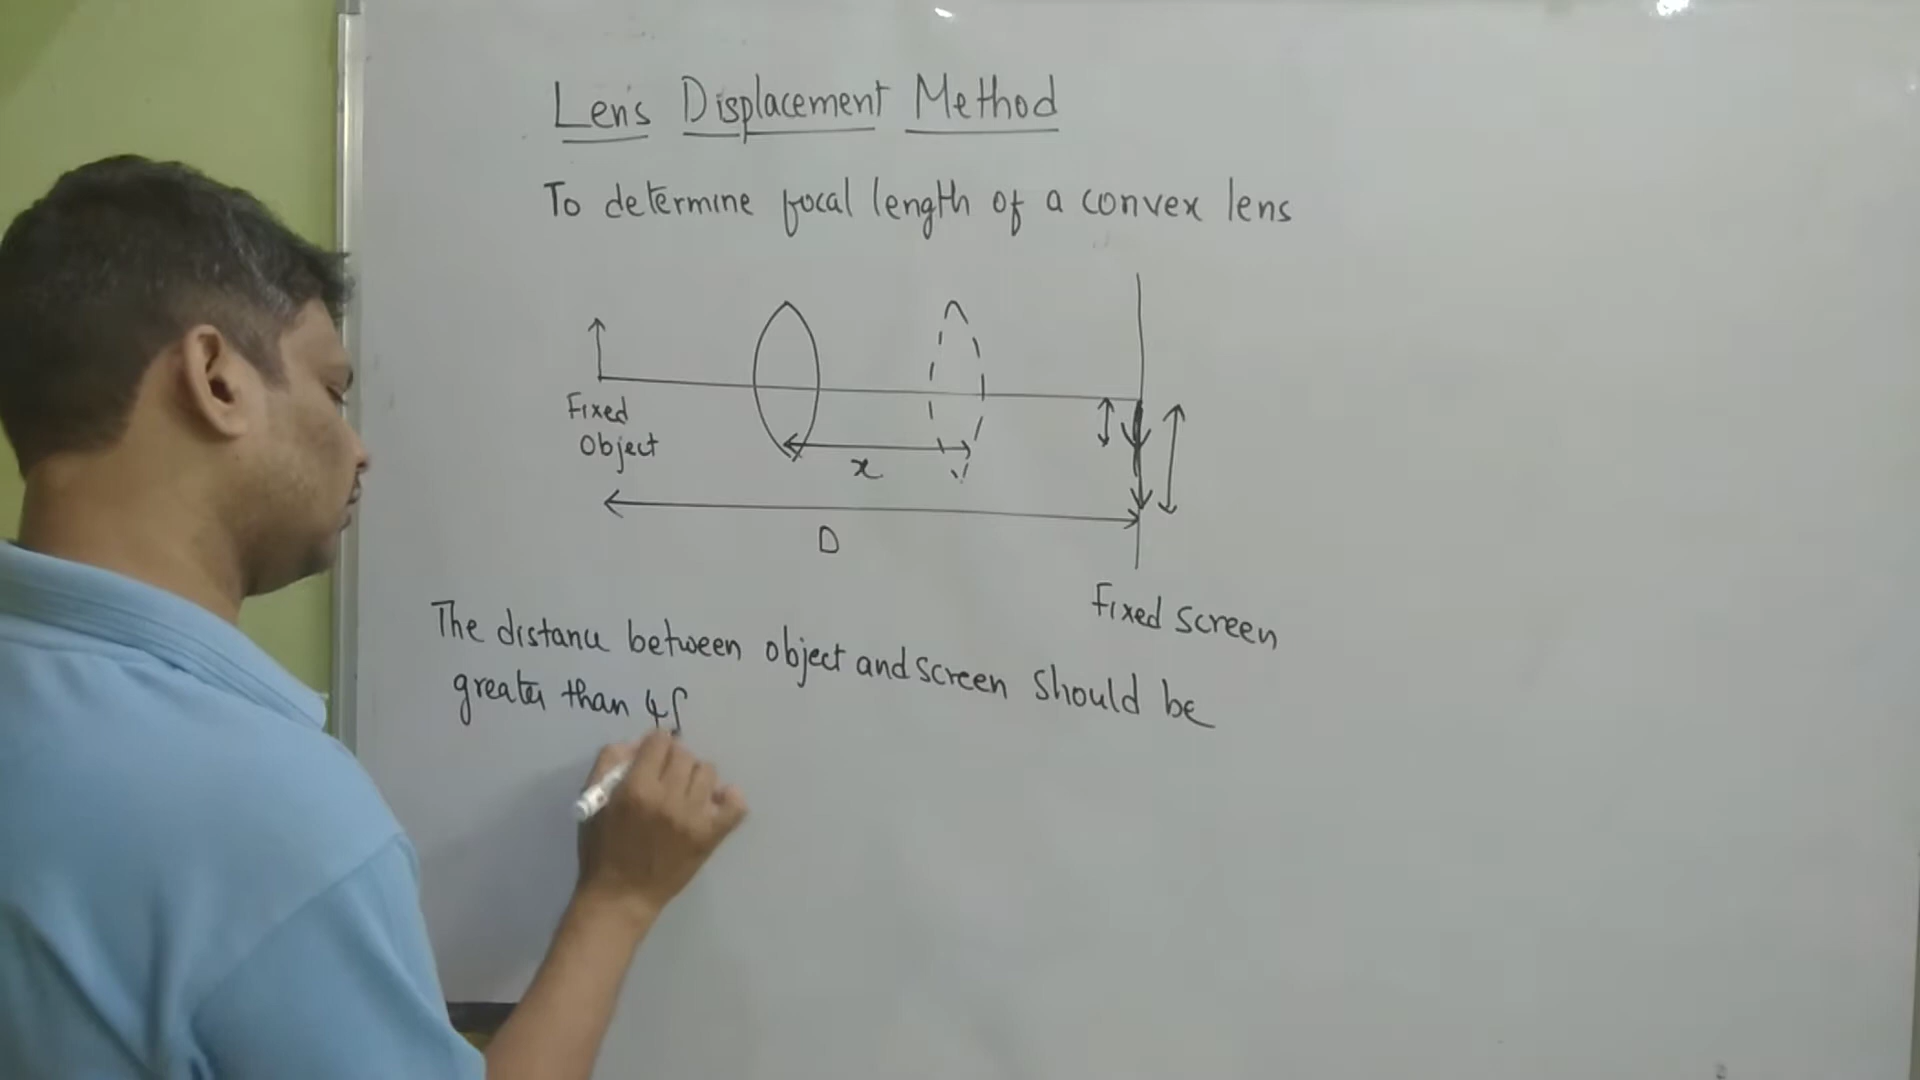 Lens Displacement Method
To determine focal length of a convex lens
Fixed
Object
x
D
Fixed Screen
The distance between object and screen should be
greater than 4f